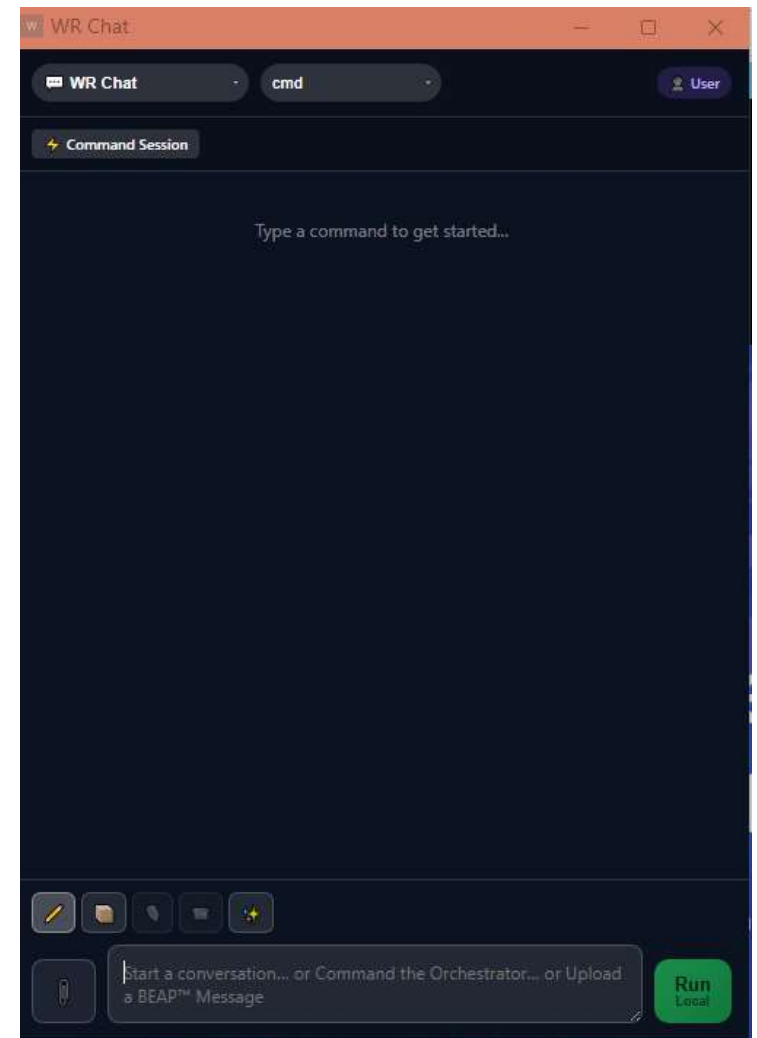 W WR Chat
WR Chat cmd User
Command Session
Type a command to get started...
Start a conversation... or Command the Orchestrator... or Upload
a BEAP™ Message
Run
Local